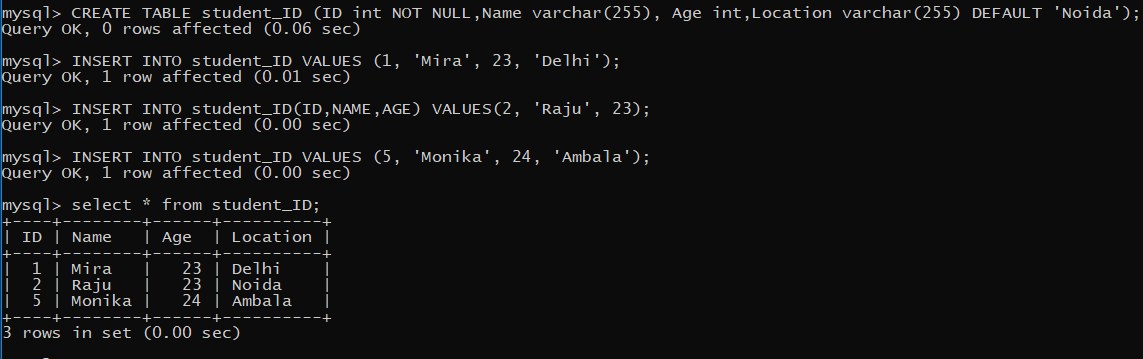 mysql> CREATE TABLE student_ID (ID int NOT NULL,Name varchar(255), Age int,Location varchar(255) DEFAULT 'Noida');
Query OK, 0 rows affected (0.06 sec)
mysql> INSERT INTO student_ID VALUES (1, 'Mira', 23, 'Delhi');
Query OK, 1 row affected (0.01 sec)
mysql> INSERT INTO student_ID(ID,NAME,AGE) VALUES(2, 'Raju', 23);
Query OK, 1 row affected (0.00 sec)
mysql> INSERT INTO student_ID VALUES (5, 'Monika', 24, 'Ambala');
Query OK, 1 row affected (0.00 sec)
mysql> select * from student_ID;
+----+--------+------+----------+
| ID | Name   | Age  | Location |
+----+--------+------+----------+
|  1 | Mira   |   23 | Delhi    |
|  2 | Raju   |   23 | Noida    |
|  5 | Monika |   24 | Ambala   |
+----+--------+------+----------+
3 rows in set (0.00 sec)